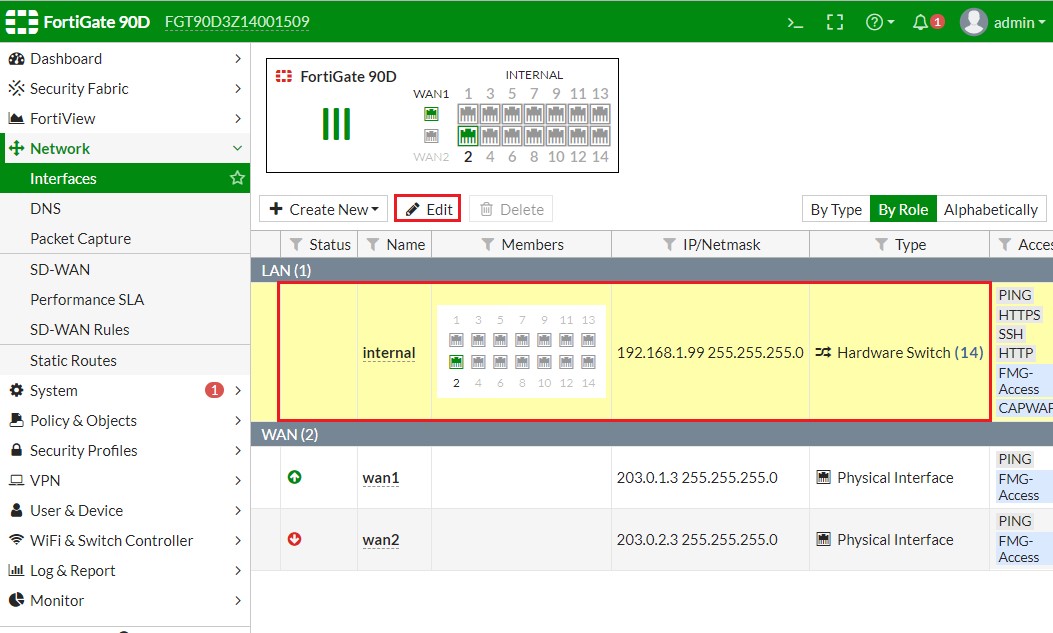 FortiGate 90D FGT90D3Z14001509 >_ 1 admin
Dashboard
Security Fabric
FortiView
Network
Interfaces
DNS
Packet Capture
SD-WAN
Performance SLA
SD-WAN Rules
Static Routes
System 1
Policy & Objects
Security Profiles
VPN
User & Device
WiFi & Switch Controller
Log & Report
Monitor
FortiGate 90D INTERNAL
WAN1 1 3 5 7 9 11 13
WAN2 2 4 6 8 10 12 14
Create New Edit Delete By Type By Role Alphabetically
Status Name Members IP/Netmask Type Acces
LAN (1)
internal
1 3 5 7 9 11 13
2 4 6 8 10 12 14
192.168.1.99 255.255.255.0 Hardware Switch (14)
PING
HTTPS
SSH
HTTP
FMG-
Access
CAPWAP
WAN (2)
wan1 203.0.1.3 255.255.255.0 Physical Interface
PING
FMG-
Access
wan2 203.0.2.3 255.255.255.0 Physical Interface
PING
FMG-
Access